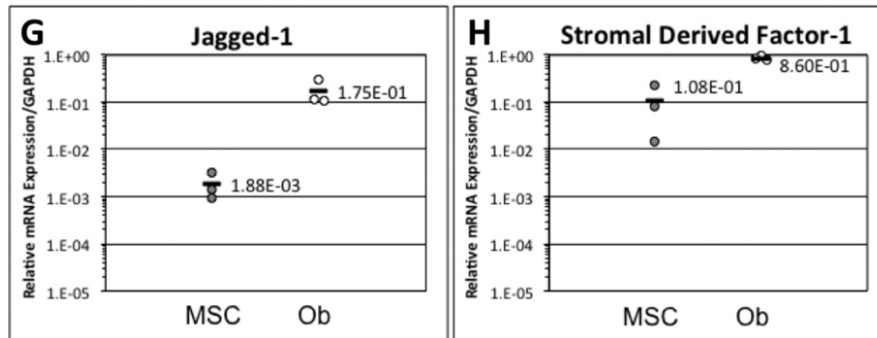 G
Jagged-1
Relative mRNA Expression/GAPDH
1.E+00
1.E-01
1.E-02
1.E-03
1.E-04
1.E-05
1.75E-01
1.88E-03
MSC Ob
H
Stromal Derived Factor-1
Relative mRNA Expression/GAPDH
1.E+00
1.E-01
1.E-02
1.E-03
1.E-04
1.E-05
8.60E-01
1.08E-01
MSC Ob